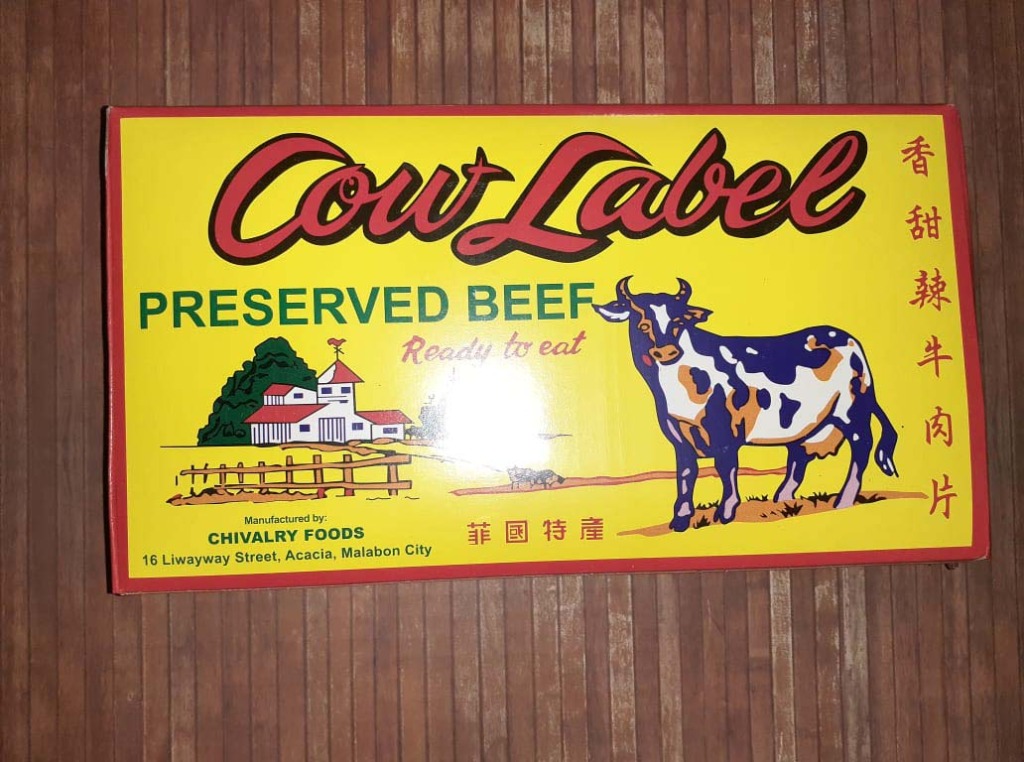 Cow Label
PRESERVED BEEF
Ready to eat
香甜辣牛肉片
Manufactured by:
CHIVALRY FOODS
16 Liwayway Street, Acacia, Malabon City
菲國特產